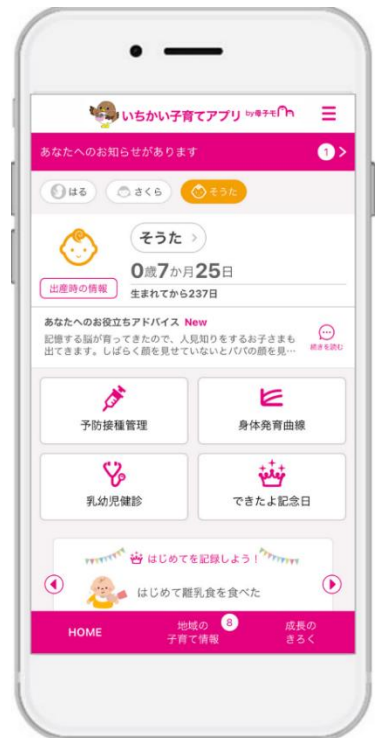 いちかい子育てアプリ by母子モ
あなたへのお知らせがあります 1
はる さくら そうた
そうた
0歳7か月25日
出産時の情報 生まれてから237日
あなたへのお役立ちアドバイス New
記憶する脳が育ってきたので、人見知りをするお子さまも
出てきます。しばらく顔を見せていないとパパの顔を見…
続きを読む
予防接種管理 身体発育曲線
乳幼児健診 できたよ記念日
はじめてを記録しよう!
はじめて離乳食を食べた
HOME
地域の 8
子育て情報
成長の
きろく